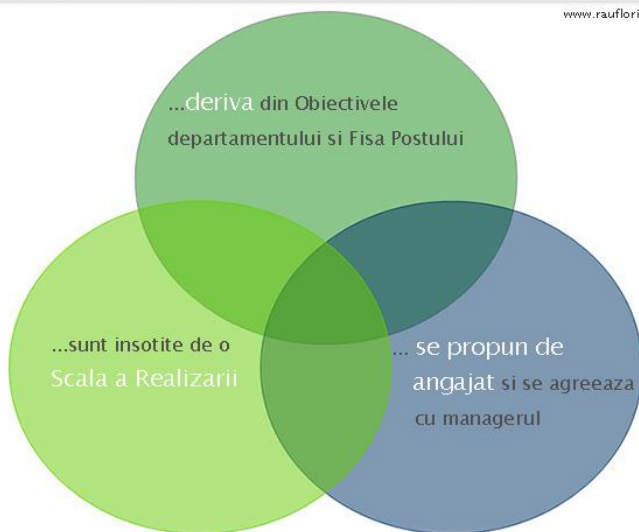 www.rauflori
...deriva din Obiectivele
departamentului si Fisa Postului
...sunt insotite de o
Scala a Realizarii
... se propun de
angajat si se agreeaza
cu managerul